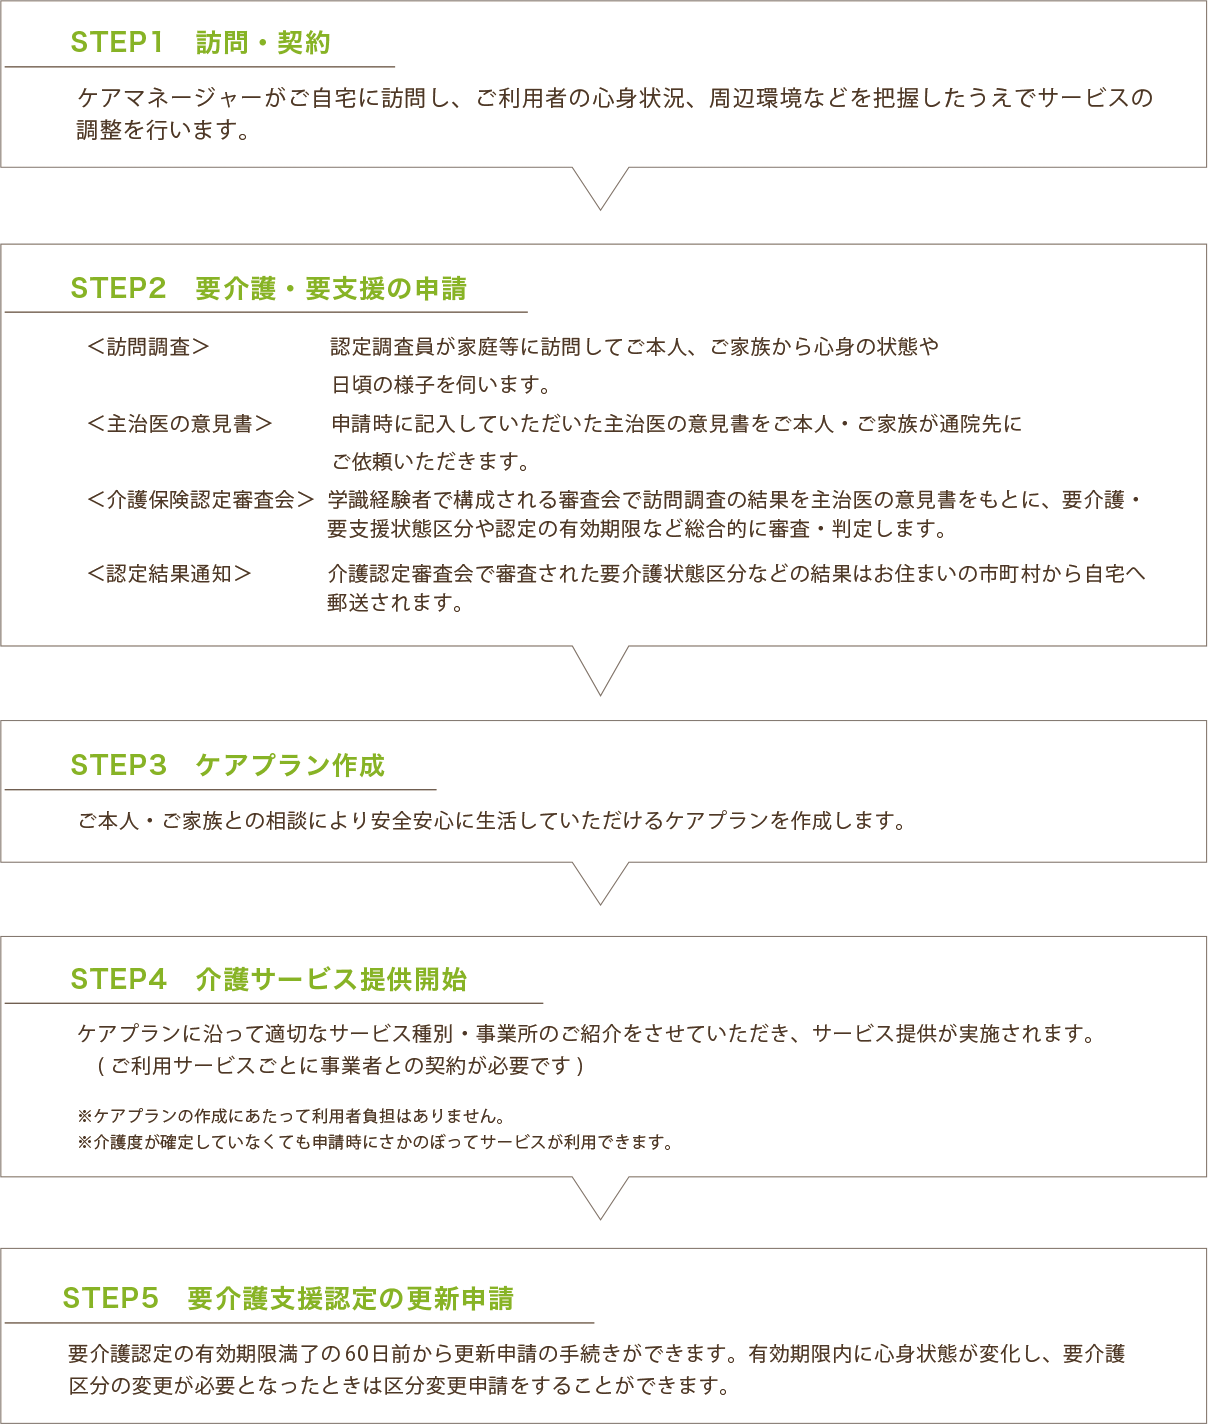 STEP1　訪問・契約
ケアマネージャーがご自宅に訪問し、ご利用者の心身状況、周辺環境などを把握したうえでサービスの
調整を行います。
STEP2　要介護・要支援の申請
＜訪問調査＞　認定調査員が家庭等に訪問してご本人、ご家族から心身の状態や
日頃の様子を伺います。
＜主治医の意見書＞　申請時に記入していただいた主治医の意見書をご本人・ご家族が通院先に
ご依頼いただきます。
＜介護保険認定審査会＞　学識経験者で構成される審査会で訪問調査の結果を主治医の意見書をもとに、要介護・
要支援状態区分や認定の有効期限など総合的に審査・判定します。
＜認定結果通知＞　介護認定審査会で審査された要介護状態区分などの結果はお住まいの市町村から自宅へ
郵送されます。
STEP3　ケアプラン作成
ご本人・ご家族との相談により安全安心に生活していただけるケアプランを作成します。
STEP4　介護サービス提供開始
ケアプランに沿って適切なサービス種別・事業所のご紹介をさせていただき、サービス提供が実施されます。
( ご利用サービスごとに事業者との契約が必要です )
※ケアプランの作成にあたって利用者負担はありません。
※介護度が確定していなくても申請時にさかのぼってサービスが利用できます。
STEP5　要介護支援認定の更新申請
要介護認定の有効期限満了の60日前から更新申請の手続きができます。有効期限内に心身状態が変化し、要介護
区分の変更が必要となったときは区分変更申請をすることができます。